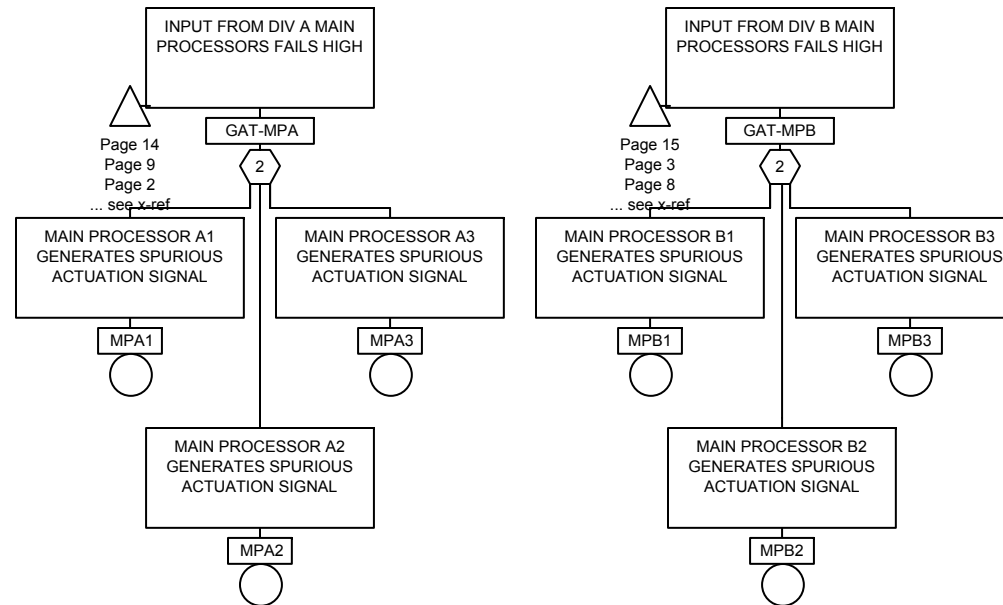 INPUT FROM DIV A MAIN
PROCESSORS FAILS HIGH
GAT-MPA
2
Page 14
Page 9
Page 2
... see x-ref
MAIN PROCESSOR A1
GENERATES SPURIOUS
ACTUATION SIGNAL
MPA1
MAIN PROCESSOR A3
GENERATES SPURIOUS
ACTUATION SIGNAL
MPA3
MAIN PROCESSOR A2
GENERATES SPURIOUS
ACTUATION SIGNAL
MPA2
INPUT FROM DIV B MAIN
PROCESSORS FAILS HIGH
GAT-MPB
2
Page 15
Page 3
Page 8
... see x-ref
MAIN PROCESSOR B1
GENERATES SPURIOUS
ACTUATION SIGNAL
MPB1
MAIN PROCESSOR B3
GENERATES SPURIOUS
ACTUATION SIGNAL
MPB3
MAIN PROCESSOR B2
GENERATES SPURIOUS
ACTUATION SIGNAL
MPB2